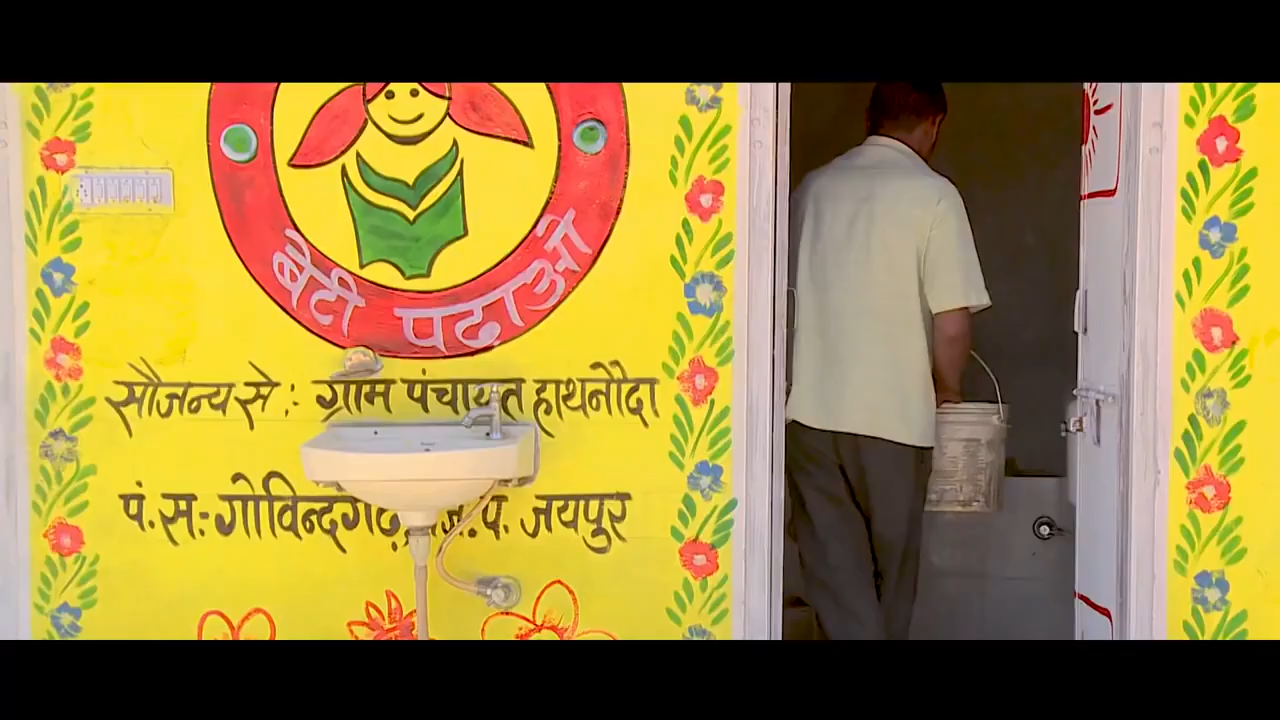 बेटी पढाओ
सौजन्य से :- ग्राम पंचायत हाथनौदा
पं. स:- गोविन्दगढ़, ज. प. जयपुर